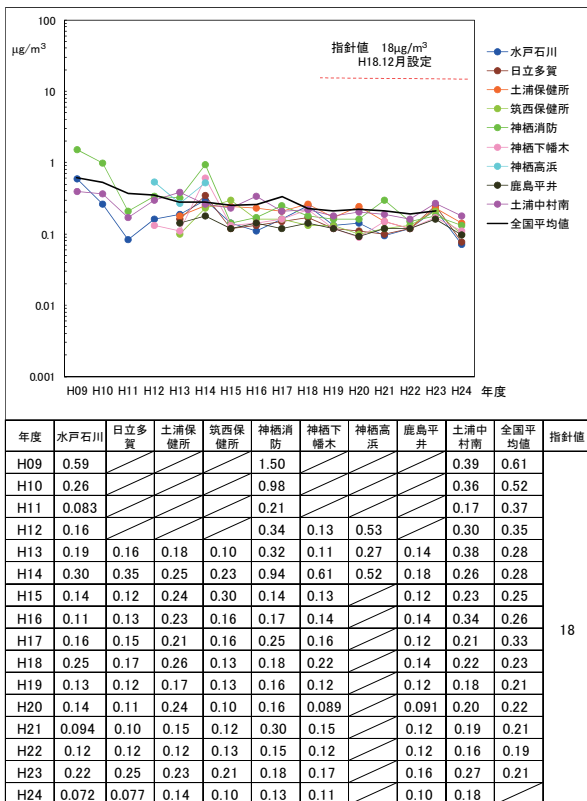 100
μg/m³
10
1
0.1
0.01
0.001
指針値 18μg/m³
H18.12月設定
水戸石川
日立多賀
土浦保健所
筑西保健所
神栖消防
神栖下幡木
神栖高浜
鹿島平井
土浦中村南
全国平均値
H09 H10 H11 H12 H13 H14 H15 H16 H17 H18 H19 H20 H21 H22 H23 H24 年度
年度 水戸石川 日立多賀 土浦保健所 筑西保健所 神栖消防 神栖下幡木 神栖高浜 鹿島平井 土浦中村南 全国平均値 指針値
H09 0.59 1.50 0.39 0.61
H10 0.26 0.98 0.36 0.52
H11 0.083 0.21 0.17 0.37
H12 0.16 0.34 0.13 0.53 0.30 0.35
H13 0.19 0.16 0.18 0.10 0.32 0.11 0.27 0.14 0.38 0.28
H14 0.30 0.35 0.25 0.23 0.94 0.61 0.52 0.18 0.26 0.28
H15 0.14 0.12 0.24 0.30 0.14 0.13 0.12 0.23 0.25
H16 0.11 0.13 0.23 0.16 0.17 0.14 0.14 0.34 0.26
18
H17 0.16 0.15 0.21 0.16 0.25 0.16 0.12 0.21 0.33
H18 0.25 0.17 0.26 0.13 0.18 0.22 0.14 0.22 0.23
H19 0.13 0.12 0.17 0.13 0.16 0.12 0.12 0.18 0.21
H20 0.14 0.11 0.24 0.10 0.16 0.089 0.091 0.20 0.22
H21 0.094 0.10 0.15 0.12 0.30 0.15 0.12 0.19 0.21
H22 0.12 0.12 0.12 0.13 0.15 0.12 0.12 0.16 0.19
H23 0.22 0.25 0.23 0.21 0.18 0.17 0.16 0.27 0.21
H24 0.072 0.077 0.14 0.10 0.13 0.11 0.10 0.18